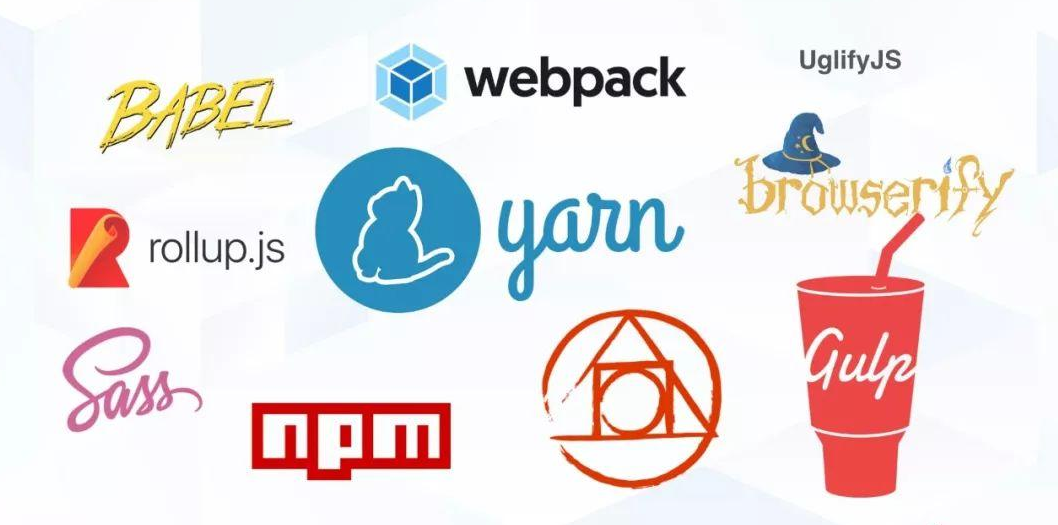 BABEL
webpack
UglifyJS
browserify
yarn
rollup.js
Sass
npm
Gulp